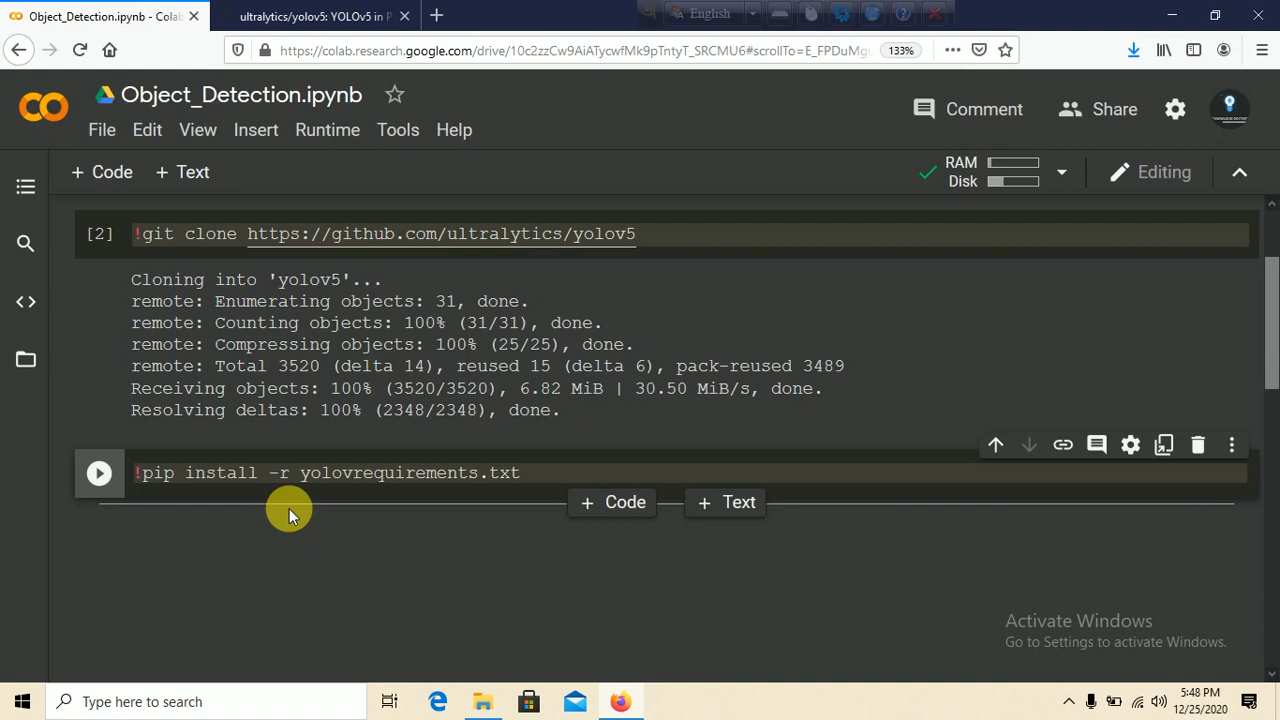 Object_Detection.ipynb - Colab
ultralytics/yolov5: YOLOv5 in P
English
https://colab.research.google.com/drive/10c2zzCw9AiATycwfMk9pTntyT_SRCMU6#scrollTo=E_FPDuMg
133%
Object_Detection.ipynb
Comment
Share
File Edit View Insert Runtime Tools Help
+ Code + Text
RAM
Disk
Editing
[2] !git clone https://github.com/ultralytics/yolov5
Cloning into 'yolov5'...
remote: Enumerating objects: 31, done.
remote: Counting objects: 100% (31/31), done.
remote: Compressing objects: 100% (25/25), done.
remote: Total 3520 (delta 14), reused 15 (delta 6), pack-reused 3489
Receiving objects: 100% (3520/3520), 6.82 MiB | 30.50 MiB/s, done.
Resolving deltas: 100% (2348/2348), done.
!pip install -r yolovrequirements.txt
+ Code + Text
Activate Windows
Go to Settings to activate Windows.
Type here to search
5:48 PM
12/25/2020